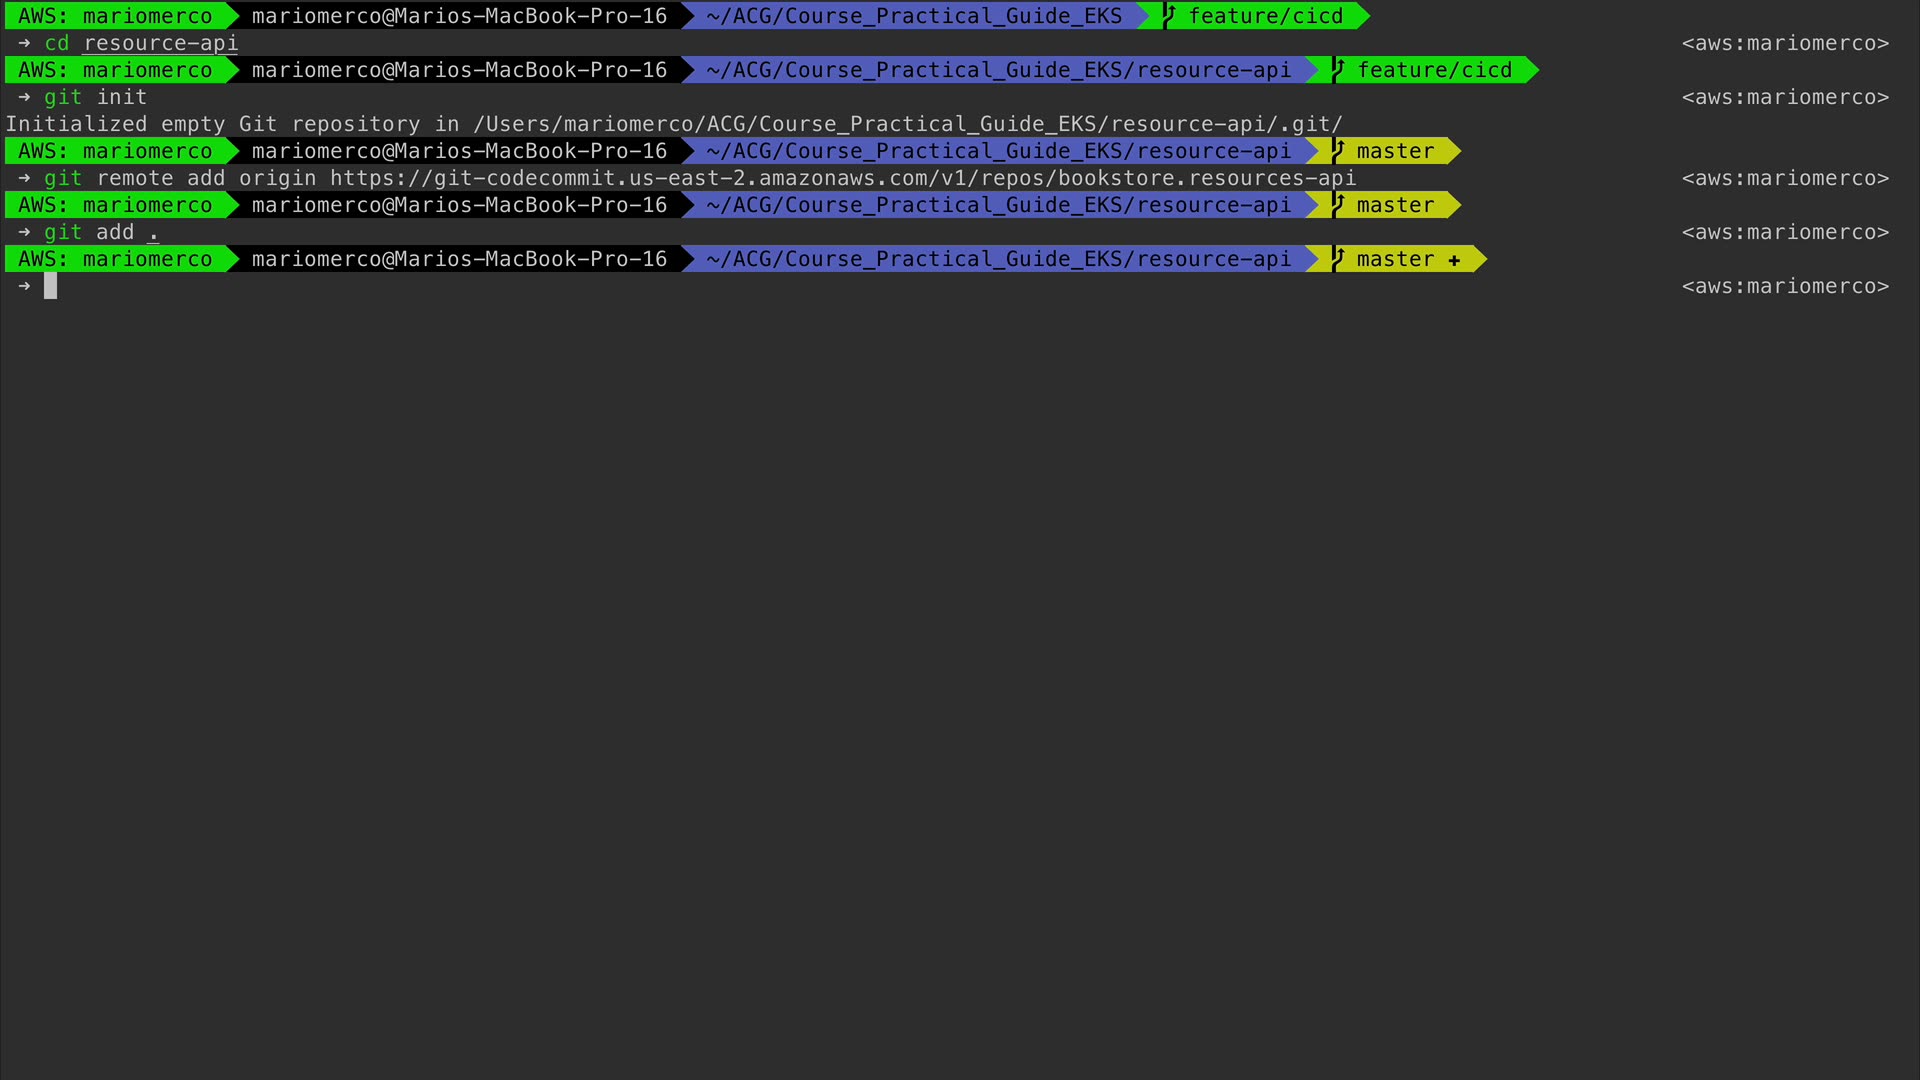 AWS: mariomerco mariomerco@Marios-MacBook-Pro-16 ~/ACG/Course_Practical_Guide_EKS feature/cicd
→ cd resource-api <aws:mariomerco>
AWS: mariomerco mariomerco@Marios-MacBook-Pro-16 ~/ACG/Course_Practical_Guide_EKS/resource-api feature/cicd
→ git init <aws:mariomerco>
Initialized empty Git repository in /Users/mariomerco/ACG/Course_Practical_Guide_EKS/resource-api/.git/
AWS: mariomerco mariomerco@Marios-MacBook-Pro-16 ~/ACG/Course_Practical_Guide_EKS/resource-api master
→ git remote add origin https://git-codecommit.us-east-2.amazonaws.com/v1/repos/bookstore.resources-api <aws:mariomerco>
AWS: mariomerco mariomerco@Marios-MacBook-Pro-16 ~/ACG/Course_Practical_Guide_EKS/resource-api master
→ git add . <aws:mariomerco>
AWS: mariomerco mariomerco@Marios-MacBook-Pro-16 ~/ACG/Course_Practical_Guide_EKS/resource-api master ✚
→ <aws:mariomerco>